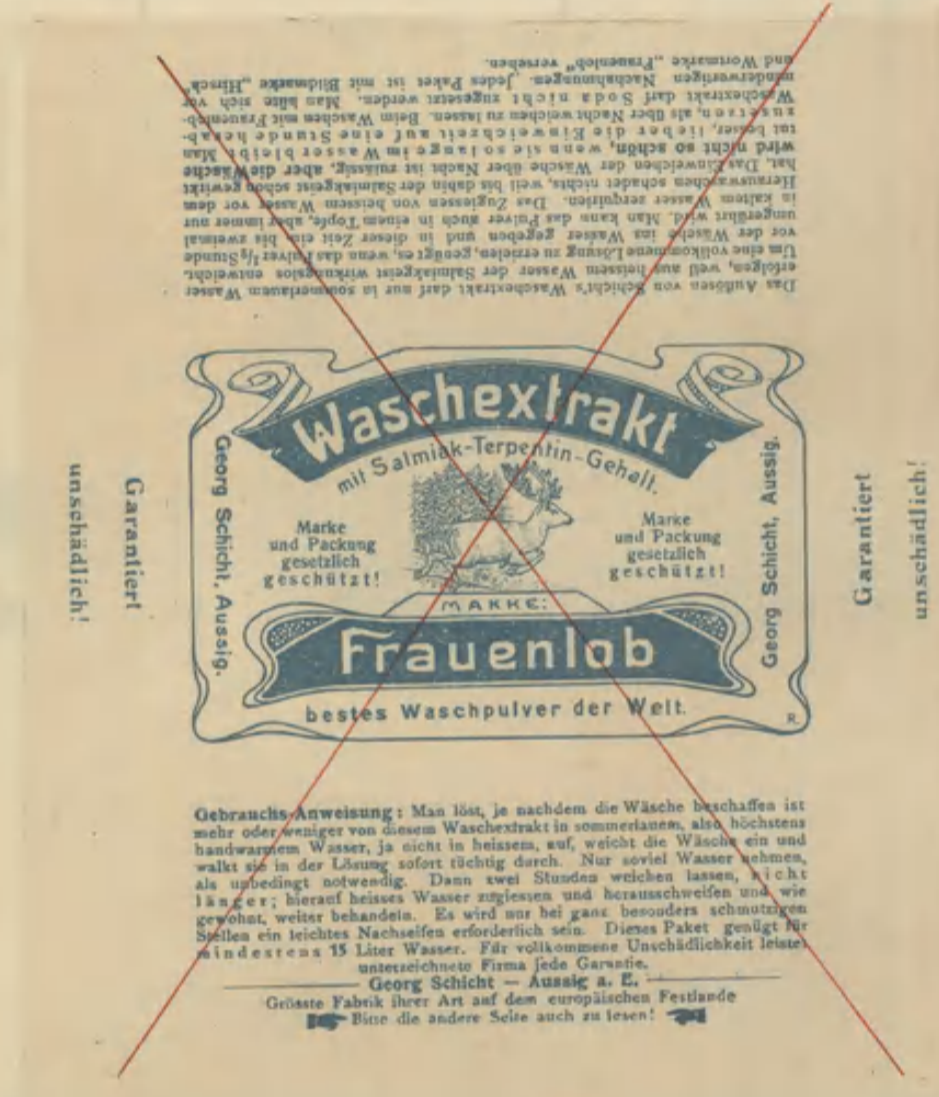 Das Auflösen von Schicht's Waschextrakt darf nur in sommerlauem Wasser
erfolgen, weil aus heissem Wasser der Salmiakgeist wirkungslos entweicht.
Um eine vollkommene Lösung zu erzielen, genügt es, wenn das Pulver 1/2 Stunde
vor der Wäsche ins Wasser gegeben und in dieser Zeit ein bis zweimal
umgerührt wird. Man kann das Pulver auch in einem Topfe, aber immer nur
in kaltem Wasser zerquirlen. Das Zugiessen von heissem Wasser vor dem
Herauswaschen schadet nichts, weil bis dahin der Salmiakgeist schon gewirkt
hat. Das Einweichen der Wäsche über Nacht ist zulässig, aber die Wäsche
wird nicht so schön, wenn sie so lange im Wasser bleibt. Man
tut besser, lieber die Einweichzeit auf eine Stunde herab-
zusetzen, als über Nacht weichen zu lassen. Beim Waschen mit Frauenlob-
Waschextrakt darf Soda nicht zugesetzt werden. Man hüte sich vor
minderwertigen Nachahmungen. Jedes Paket ist mit Bildmarke „Hirsch"
und Wortmarke „Frauenlob" versehen.
Garantiert
unschädlich!
Georg Schicht, Aussig.
Waschextrakt
mit Salmiak-Terpentin-Gehalt.
Marke
und Packung
gesetzlich
geschützt!
Marke
und Packung
gesetzlich
geschützt!
MARKE:
Frauenlob
bestes Waschpulver der Welt.
R.
Georg Schicht, Aussig.
Garantiert
unschädlich!
Gebrauchs-Anweisung: Man löst, je nachdem die Wäsche beschaffen ist
mehr oder weniger von diesem Waschextrakt in sommerlauem, also höchstens
handwarmem Wasser, ja nicht in heissem, auf, weicht die Wäsche ein und
walkt sie in der Lösung sofort tüchtig durch. Nur soviel Wasser nehmen,
als unbedingt notwendig. Dann zwei Stunden weichen lassen, nicht
länger; hierauf heisses Wasser zugiessen und herausschweifen und wie
gewohnt, weiter behandeln. Es wird nur bei ganz besonders schmutzigen
Stellen ein leichtes Nachseifen erforderlich sein. Dieses Paket genügt für
mindestens 15 Liter Wasser. Für vollkommene Unschädlichkeit leistet
unterzeichnete Firma jede Garantie.
Georg Schicht — Aussig a. E.
Grösste Fabrik ihrer Art auf dem europäischen Festlande
Bitte die andere Seite auch zu lesen!